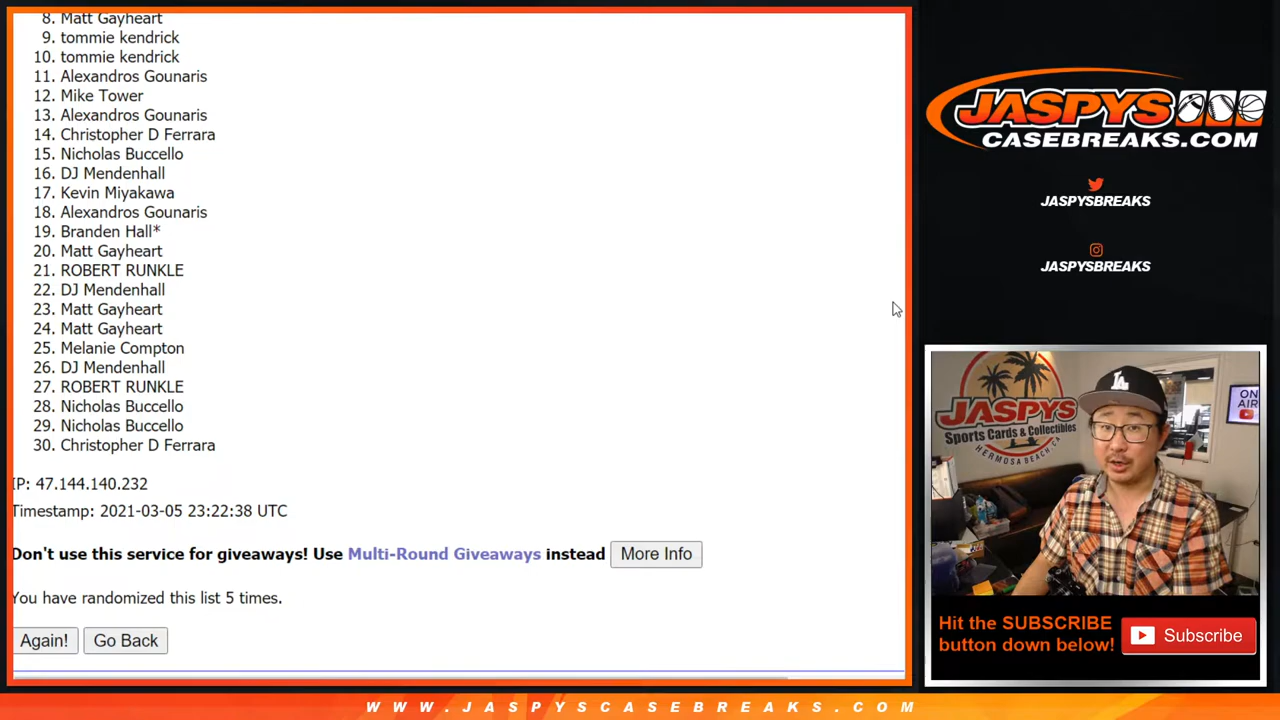 8. Matt Gayheart
9. tommie kendrick
10. tommie kendrick
11. Alexandros Gounaris
12. Mike Tower
13. Alexandros Gounaris
14. Christopher D Ferrara
15. Nicholas Buccello
16. DJ Mendenhall
17. Kevin Miyakawa
18. Alexandros Gounaris
19. Branden Hall*
20. Matt Gayheart
21. ROBERT RUNKLE
22. DJ Mendenhall
23. Matt Gayheart
24. Matt Gayheart
25. Melanie Compton
26. DJ Mendenhall
27. ROBERT RUNKLE
28. Nicholas Buccello
29. Nicholas Buccello
30. Christopher D Ferrara
IP: 47.144.140.232
Timestamp: 2021-03-05 23:22:38 UTC
Don't use this service for giveaways! Use Multi-Round Giveaways instead More Info
You have randomized this list 5 times.
Again! Go Back
JASPYS
CASEBREAKS.COM
JASPYSBREAKS
JASPYSBREAKS
JASPYS
Sports Cards & Collectibles
HERMOSA BEACH, CA
LA
ON
AIR
Hit the SUBSCRIBE
button down below!
Subscribe
WWW.JASPYSCASEBREAKS.COM